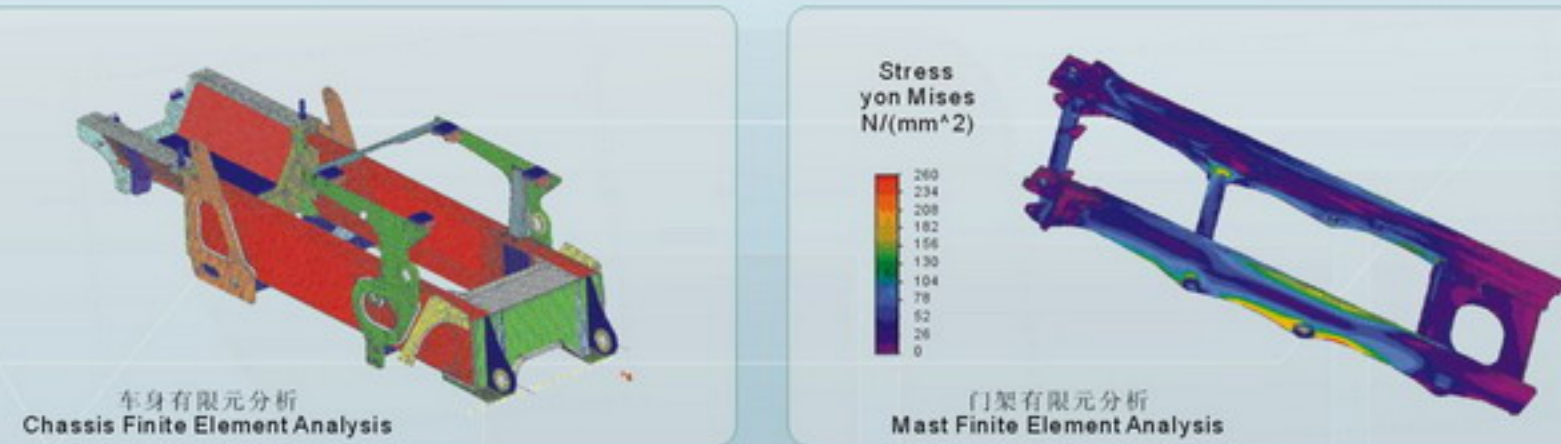 车身有限元分析
Chassis Finite Element Analysis
Stress
yon Mises
N/(mm^2)
260
234
208
182
156
130
104
78
52
26
0
门架有限元分析
Mast Finite Element Analysis